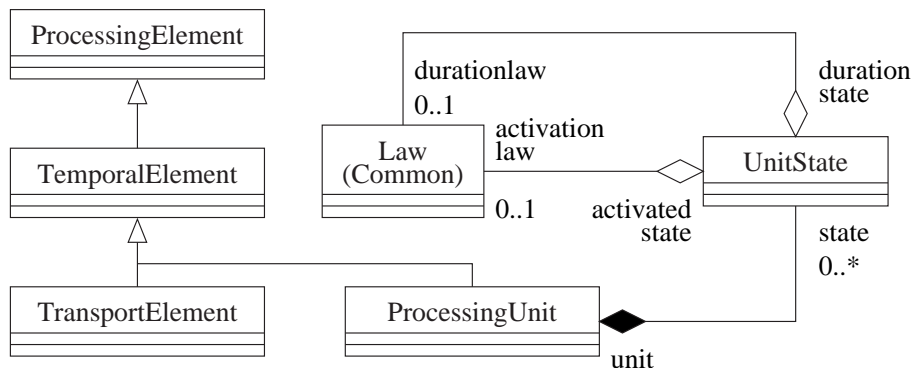 ProcessingElement
durationlaw
0..1
duration
state
activation
law
Law
(Common)
UnitState
TemporalElement
0..1
activated
state
state
0..*
TransportElement
ProcessingUnit
unit